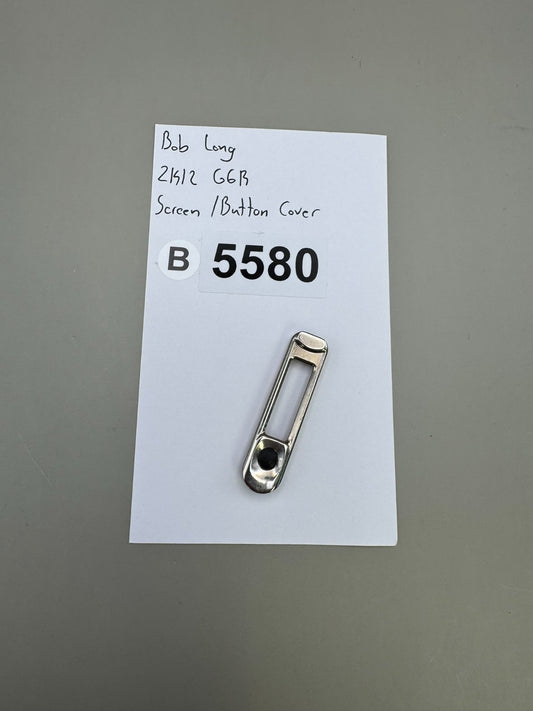 Bob Long
2K12 G6R
Screen /Button Cover
B 5580